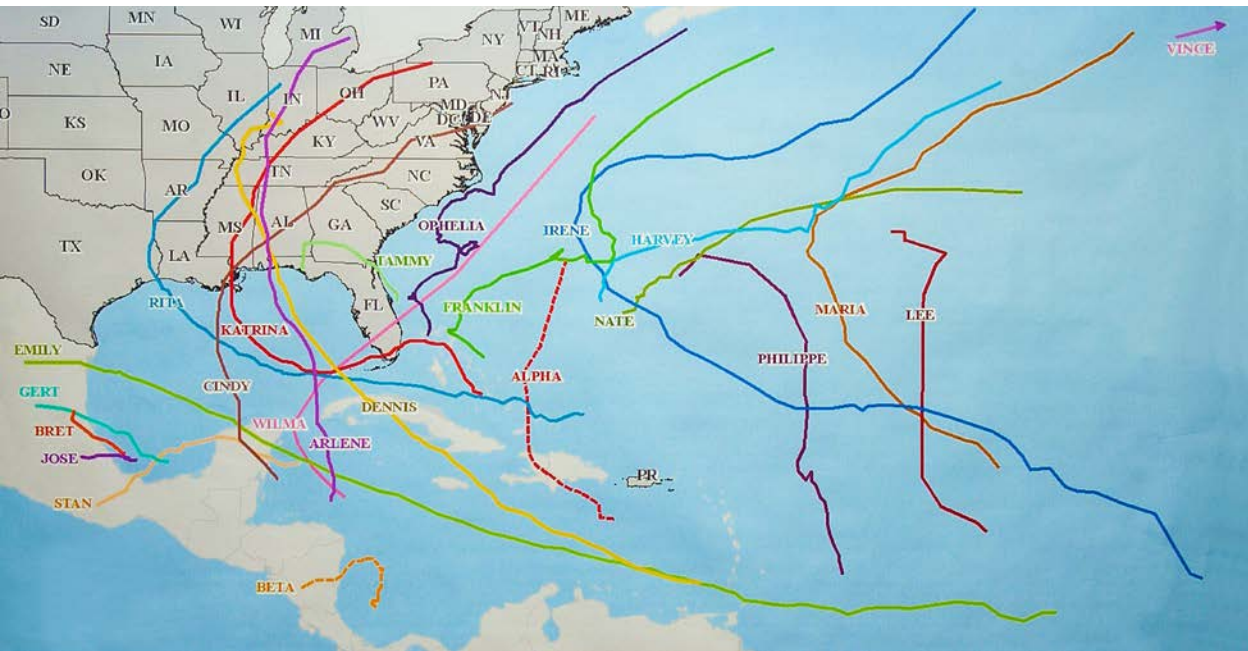 SD
MN
WI
MI
NY
VT
NH
ME
VINCE
NE
IA
IL
IN
OH
PA
MA
CT
RI
NJ
KS
MO
KY
WV
MD
DC
DE
VA
OK
AR
TN
NC
SC
TX
LA
MS
AL
GA
FL
OPHELIA
IRENE
HARVEY
TAMMY
RITA
KATRINA
FRANKLIN
NATE
MARIA
LEE
EMILY
PHILIPPE
ALPHA
GERT
CINDY
DENNIS
BRET
WILMA
ARLENE
JOSE
PR
STAN
BETA